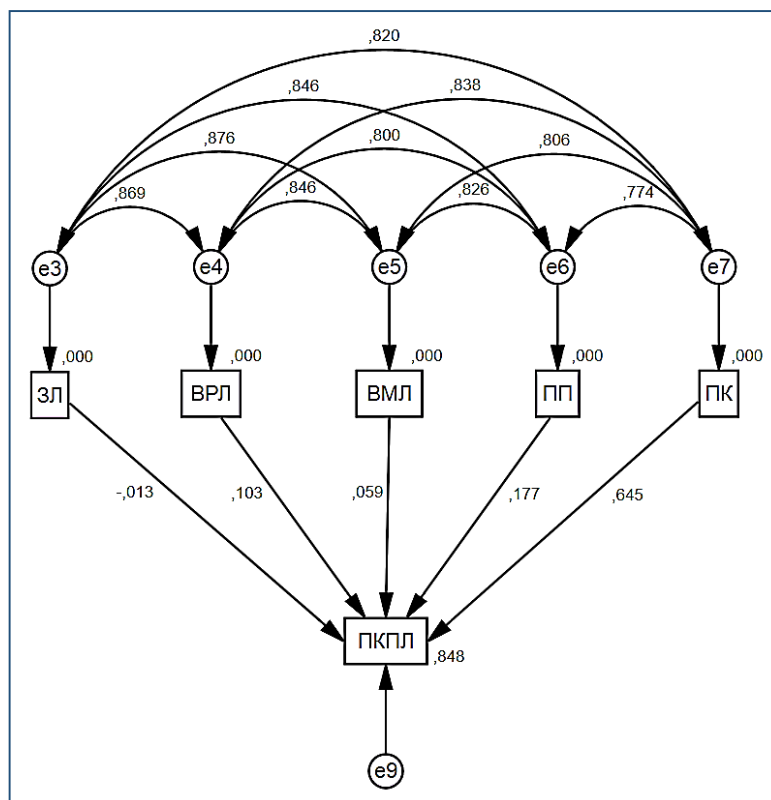 ,820
,846
,838
,876
,800
,806
,869
,846
,826
,774
e3
e4
e5
e6
e7
,000
,000
,000
,000
,000
ЗЛ
ВРЛ
ВМЛ
ПП
ПК
-,013
,103
,059
,177
,645
ПКПЛ
,848
e9